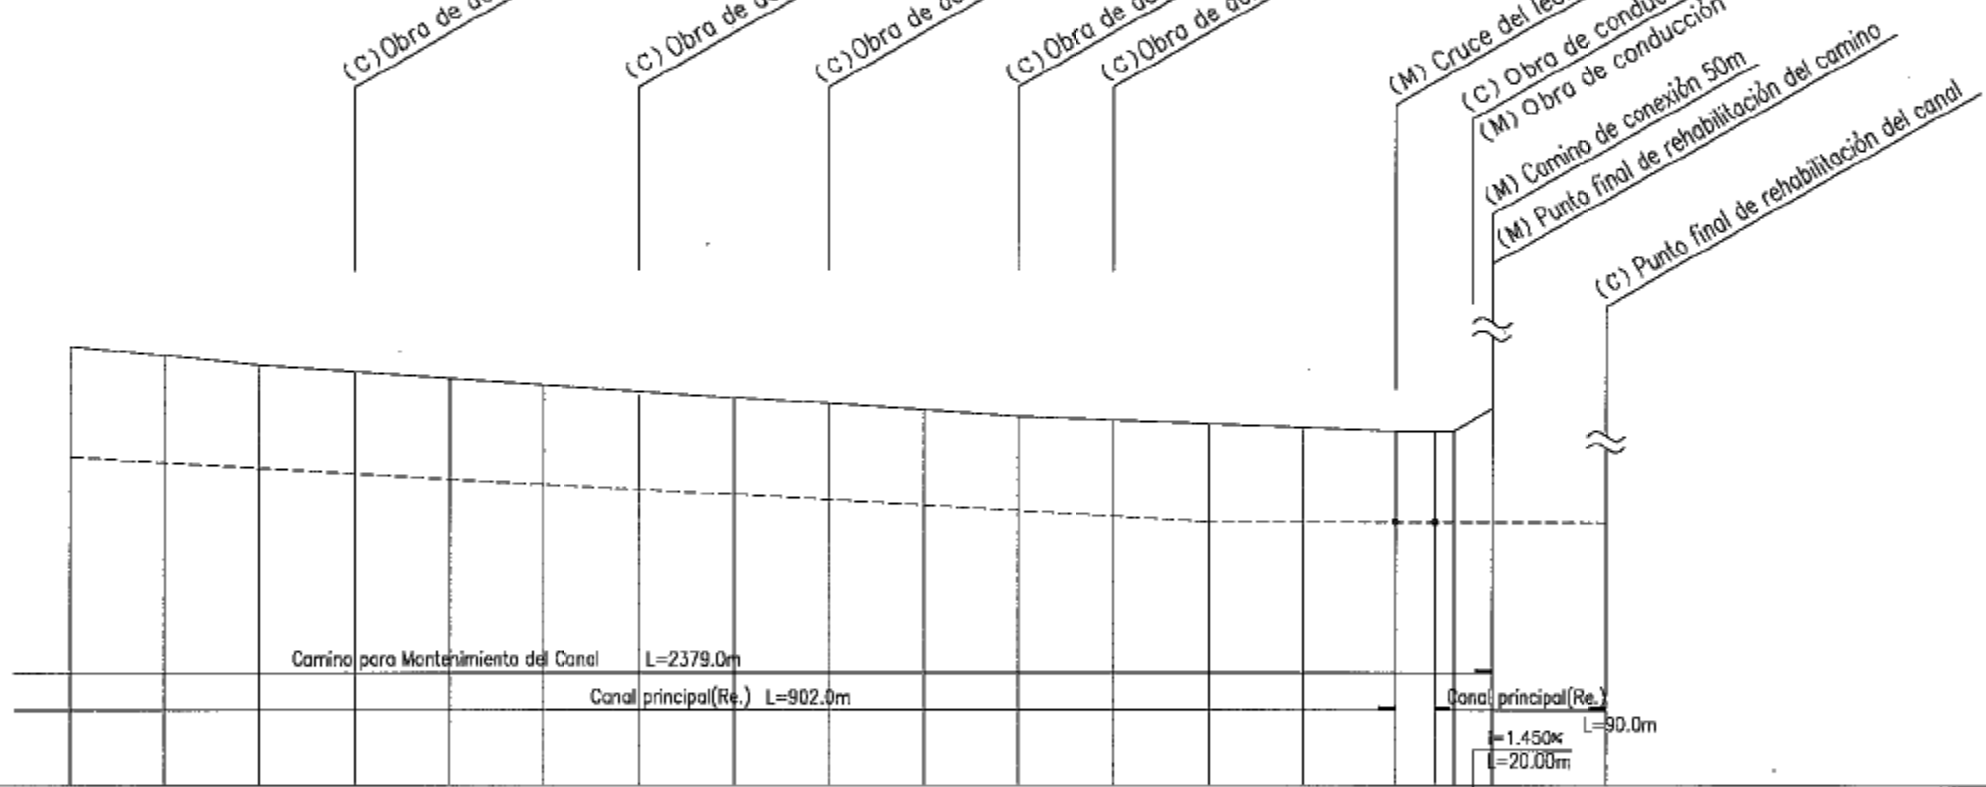 (C) Obra de
(C) Obra de
(C) Obra de
(C) Obra de
(C) Obra de
(M) Cruce del
(C) Obra de
(M) Obra de conducción
(M) Camino de conexión 50m
(M) Punto final de rehabilitación del camino
(C) Punto final de rehabilitación del canal
Camino para Mantenimiento del Canal L=2379.0m
Canal principal(Re.) L=902.0m
Canal principal(Re.)
L=90.0m
i=1.450%
L=20.00m